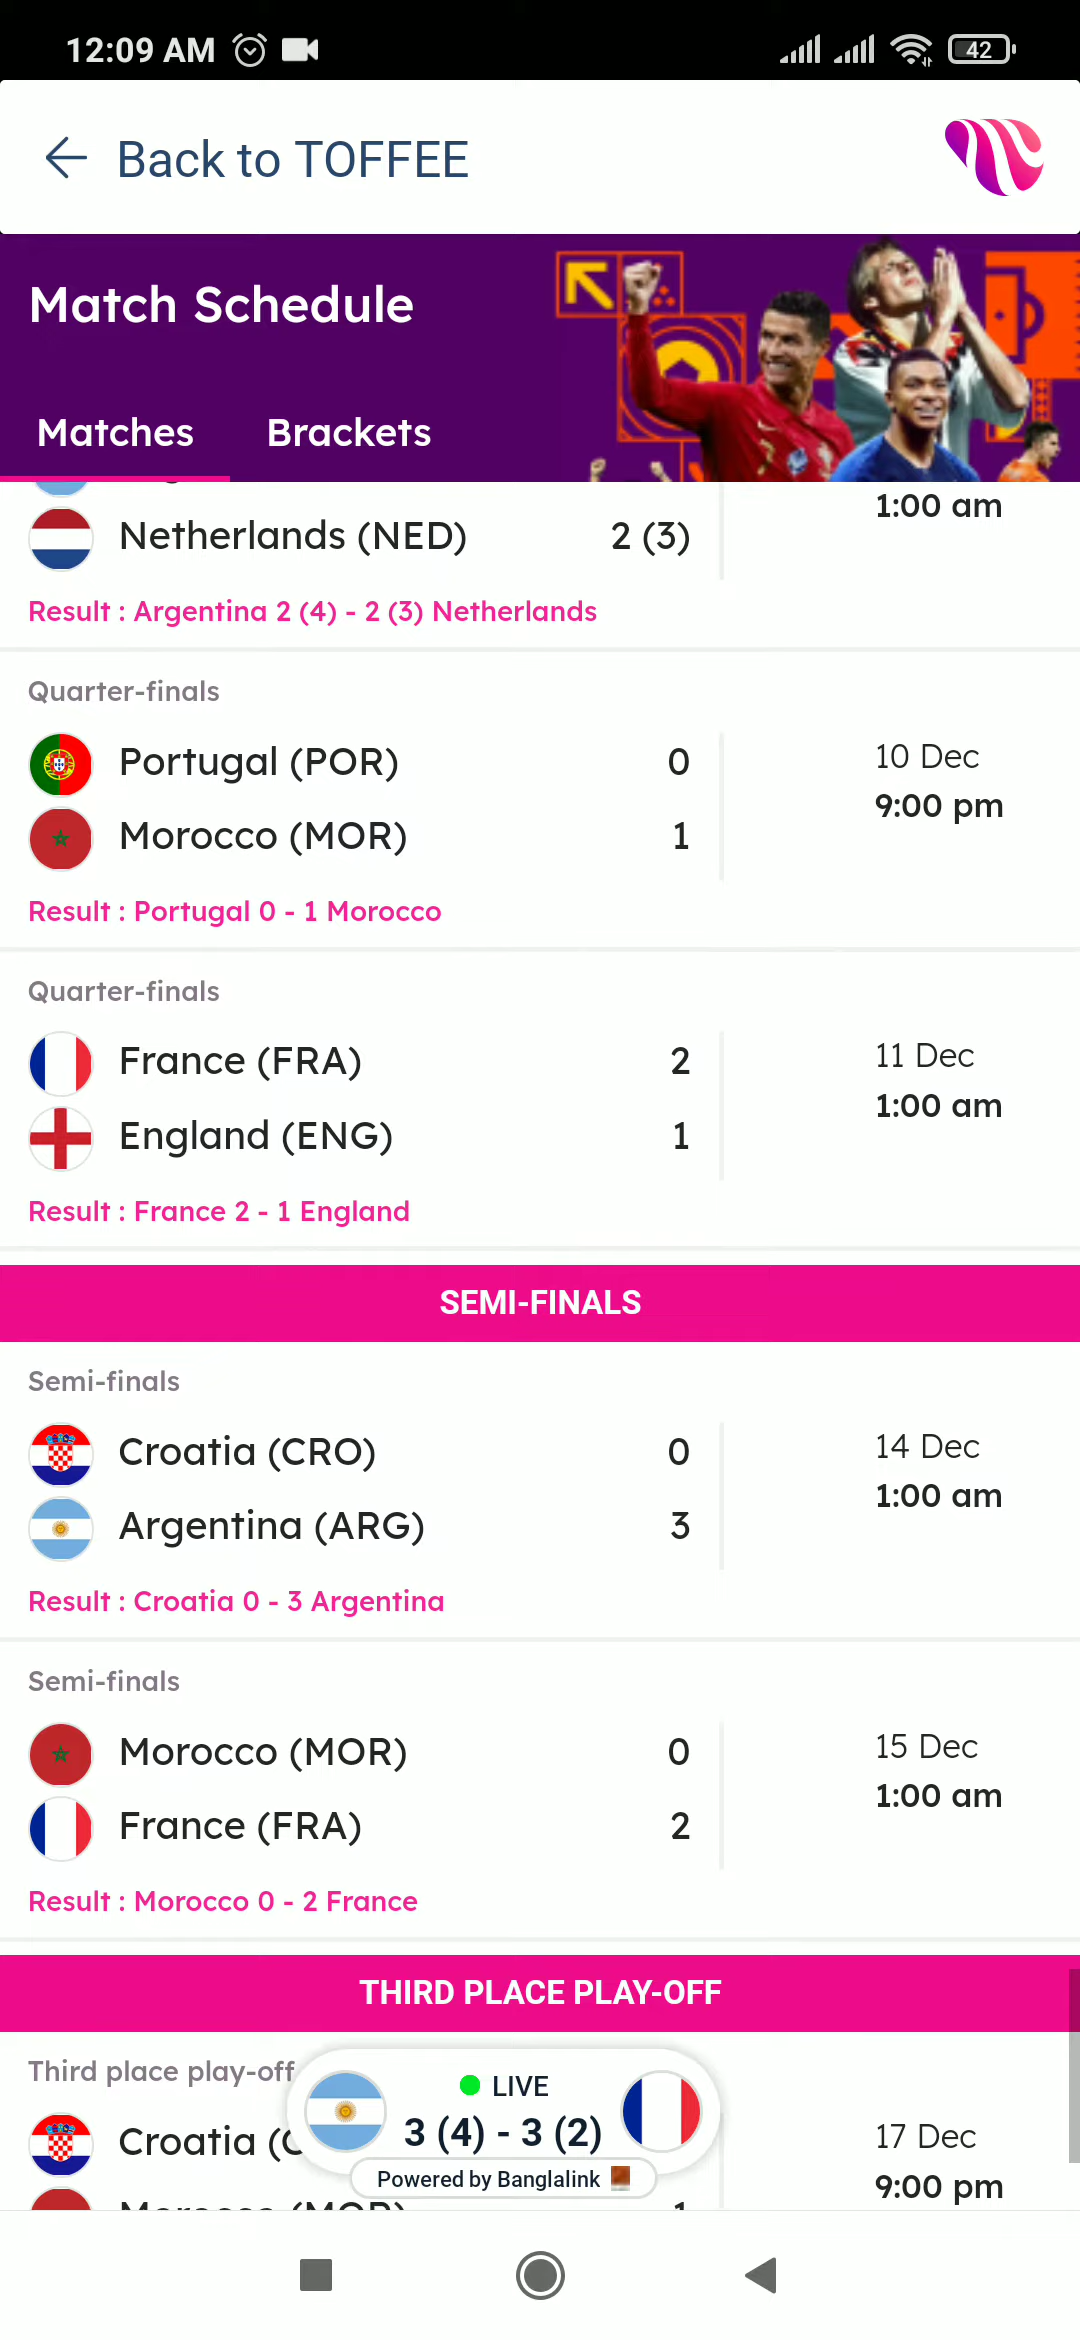 12:09 AM
42
Back to TOFFEE
Match Schedule
Matches Brackets
1:00 am
Netherlands (NED) 2 (3)
Result : Argentina 2 (4) - 2 (3) Netherlands
Quarter-finals
Portugal (POR) 0 10 Dec
9:00 pm
Morocco (MOR) 1
Result : Portugal 0 - 1 Morocco
Quarter-finals
France (FRA) 2 11 Dec
1:00 am
England (ENG) 1
Result : France 2 - 1 England
SEMI-FINALS
Semi-finals
Croatia (CRO) 0 14 Dec
1:00 am
Argentina (ARG) 3
Result : Croatia 0 - 3 Argentina
Semi-finals
Morocco (MOR) 0 15 Dec
1:00 am
France (FRA) 2
Result : Morocco 0 - 2 France
THIRD PLACE PLAY-OFF
Third place play-off
LIVE
3 (4) - 3 (2)
Powered by Banglalink
Croatia (C 17 Dec
9:00 pm
Morocco (MOR) 1